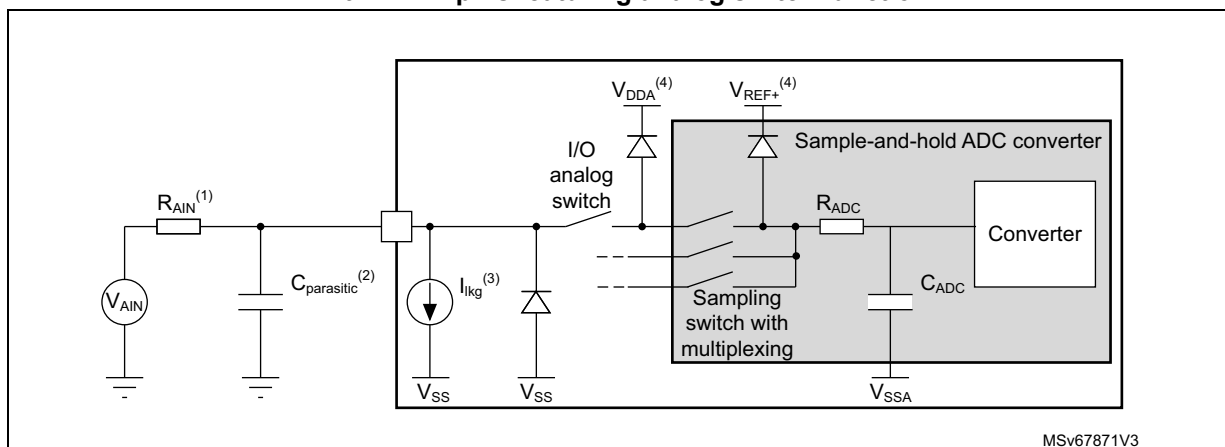 V_DDA^(4)
V_REF+^(4)
Sample-and-hold ADC converter
I/O
analog
switch
R_AIN^(1)
R_ADC
Converter
V_AIN
C_parasitic^(2)
I_lkg^(3)
Sampling
switch with
multiplexing
C_ADC
V_SS
V_SS
V_SSA
MSv67871V3